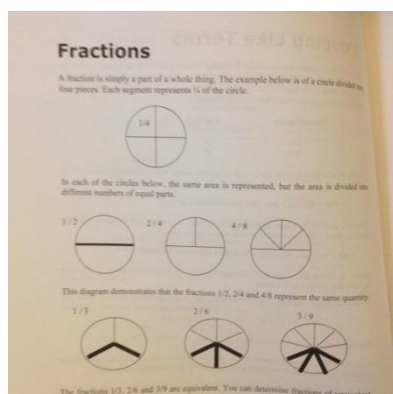 Fractions
A fraction is simply a part of a whole thing. The example below is of a circle divided into
four pieces. Each segment represents ¼ of the circle.
1/4
In each of the circles below, the same area is represented, but the area is divided into
different numbers of equal parts.
1/2 2/4 4/8
This diagram demonstrates that the fractions 1/2, 2/4 and 4/8 represent the same quantity.
1/3 2/6 3/9
The fractions 1/3, 2/6 and 3/9 are equivalent. You can determine fractions of